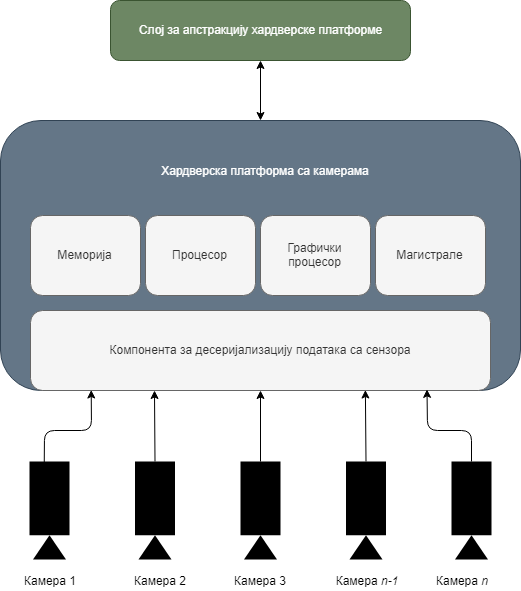 Слој за апстракцију хардверске платформе
Хардверска платформа са камерама
Меморија
Процесор
Графички
процесор
Магистрале
Компонента за десеријализацију података са сензора
Камера 1
Камера 2
Камера 3
Камера n-1
Камера n